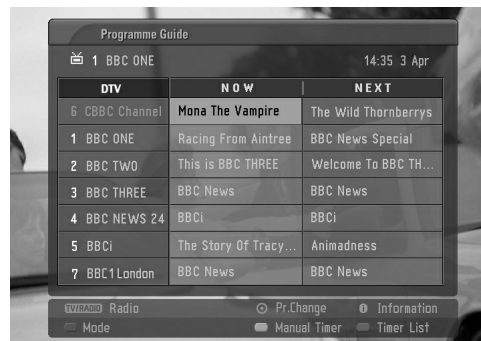 Programme Guide
1 BBC ONE 14:35 3 Apr
DTV NOW NEXT
6 CBBC Channel Mona The Vampire The Wild Thornberrys
1 BBC ONE Racing From Aintree BBC News Special
2 BBC TWO This is BBC THREE Welcome To BBC TH...
3 BBC THREE BBC News BBC News
4 BBC NEWS 24 BBCi BBCi
5 BBCi The Story Of Tracy... Animadness
7 BBC1 London BBC News BBC News
TV/RADIO Radio Pr.Change i Information
Mode Manual Timer Timer List